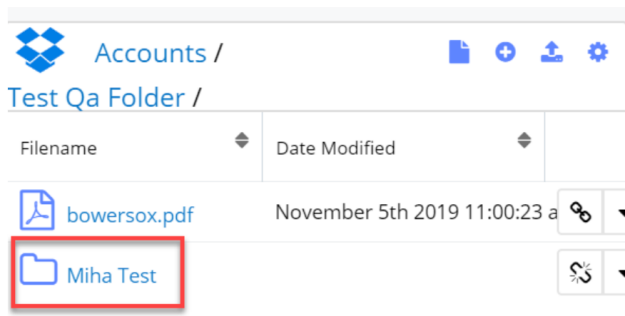 Accounts /
Test Qa Folder /
Filename Date Modified
bowersox.pdf November 5th 2019 11:00:23 a
Miha Test